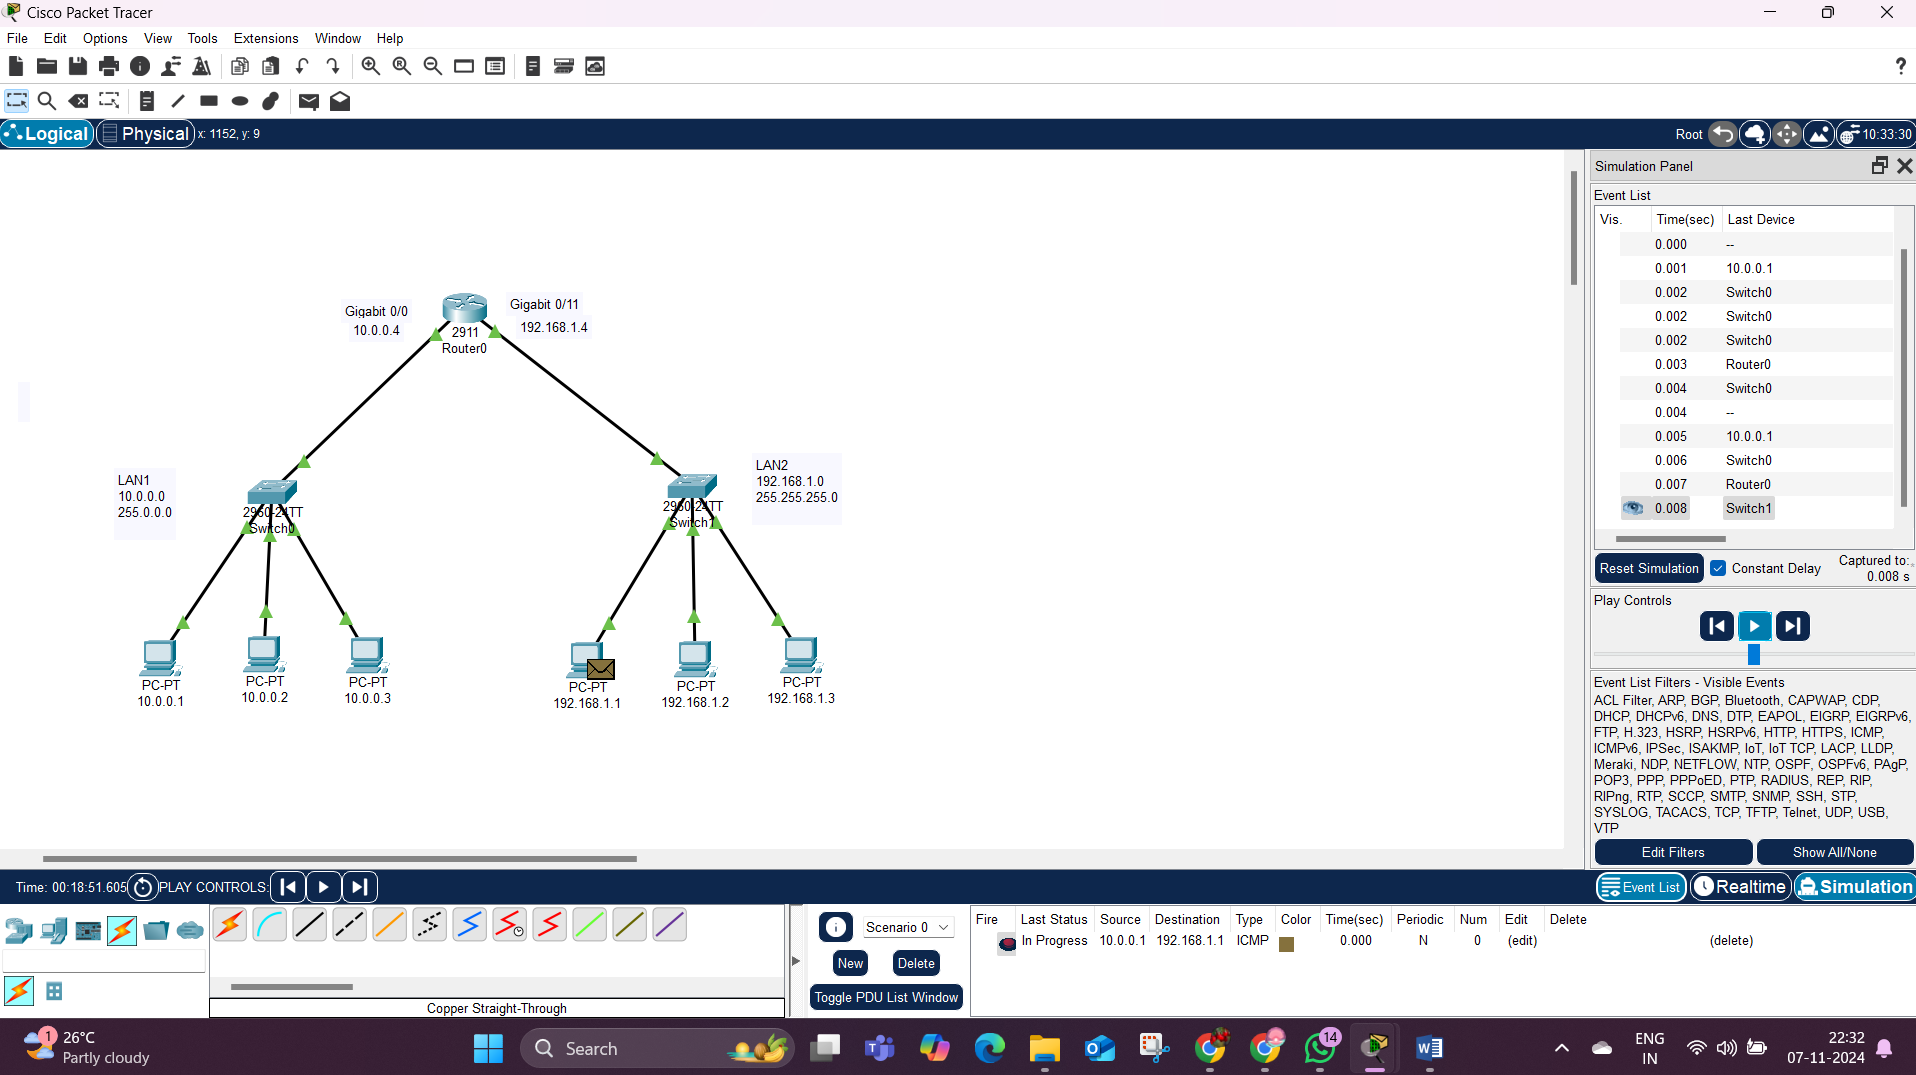 Cisco Packet Tracer
File Edit Options View Tools Extensions Window Help
?
Logical Physical x: 1152, y: 9 Root 10:33:30
Gigabit 0/0
10.0.0.4
Gigabit 0/11
192.168.1.4
2911
Router0
LAN1
10.0.0.0
255.0.0.0
2960-24TT
Switch0
2960-24TT
Switch1
LAN2
192.168.1.0
255.255.255.0
PC-PT
10.0.0.1
PC-PT
10.0.0.2
PC-PT
10.0.0.3
PC-PT
192.168.1.1
PC-PT
192.168.1.2
PC-PT
192.168.1.3
Simulation Panel
Event List
Vis. Time(sec) Last Device
0.000 --
0.001 10.0.0.1
0.002 Switch0
0.002 Switch0
0.002 Switch0
0.003 Router0
0.004 Switch0
0.004 --
0.005 10.0.0.1
0.006 Switch0
0.007 Router0
0.008 Switch1
Reset Simulation Constant Delay Captured to:
0.008 s
Play Controls
Event List Filters - Visible Events
ACL Filter, ARP, BGP, Bluetooth, CAPWAP, CDP,
DHCP, DHCPv6, DNS, DTP, EAPOL, EIGRP, EIGRPv6,
FTP, H.323, HSRP, HSRPv6, HTTP, HTTPS, ICMP,
ICMPv6, IPSec, ISAKMP, IoT, IoT TCP, LACP, LLDP,
Meraki, NDP, NETFLOW, NTP, OSPF, OSPFv6, PAgP,
POP3, PPP, PPPoED, PTP, RADIUS, REP, RIP,
RIPng, RTP, SCCP, SMTP, SNMP, SSH, STP,
SYSLOG, TACACS, TCP, TFTP, Telnet, UDP, USB,
VTP
Edit Filters Show All/None
Time: 00:18:51.605 PLAY CONTROLS: Event List Realtime Simulation
Copper Straight-Through
Scenario 0
New Delete
Toggle PDU List Window
Fire Last Status Source Destination Type Color Time(sec) Periodic Num Edit Delete
In Progress 10.0.0.1 192.168.1.1 ICMP 0.000 N 0 (edit) (delete)
1
26°C
Partly cloudy
Search
14
ENG
IN
22:32
07-11-2024